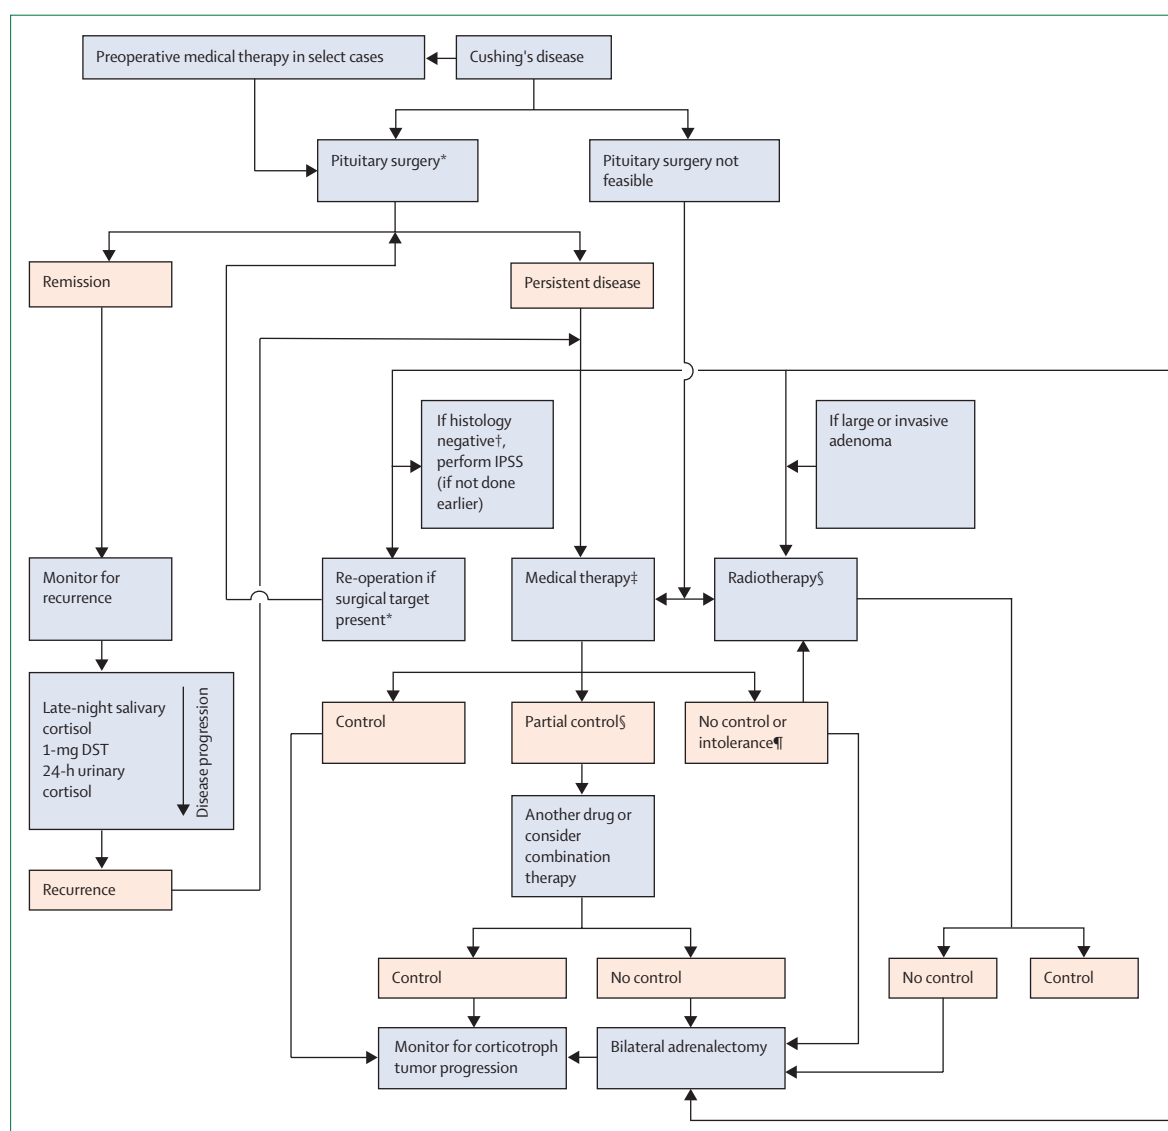 Preoperative medical therapy in select cases
Cushing's disease
Pituitary surgery*
Pituitary surgery not
feasible
Remission
Persistent disease
If histology
negative†,
perform IPSS
(if not done
earlier)
If large or invasive
adenoma
Monitor for
recurrence
Re-operation if
surgical target
present*
Medical therapy‡
Radiotherapy§
Late-night salivary
cortisol
1-mg DST
24-h urinary
cortisol
Disease progression
Control
Partial control§
No control or
intolerance¶
Another drug or
consider
combination
therapy
Recurrence
Control
No control
No control
Control
Monitor for corticotroph
tumor progression
Bilateral adrenalectomy